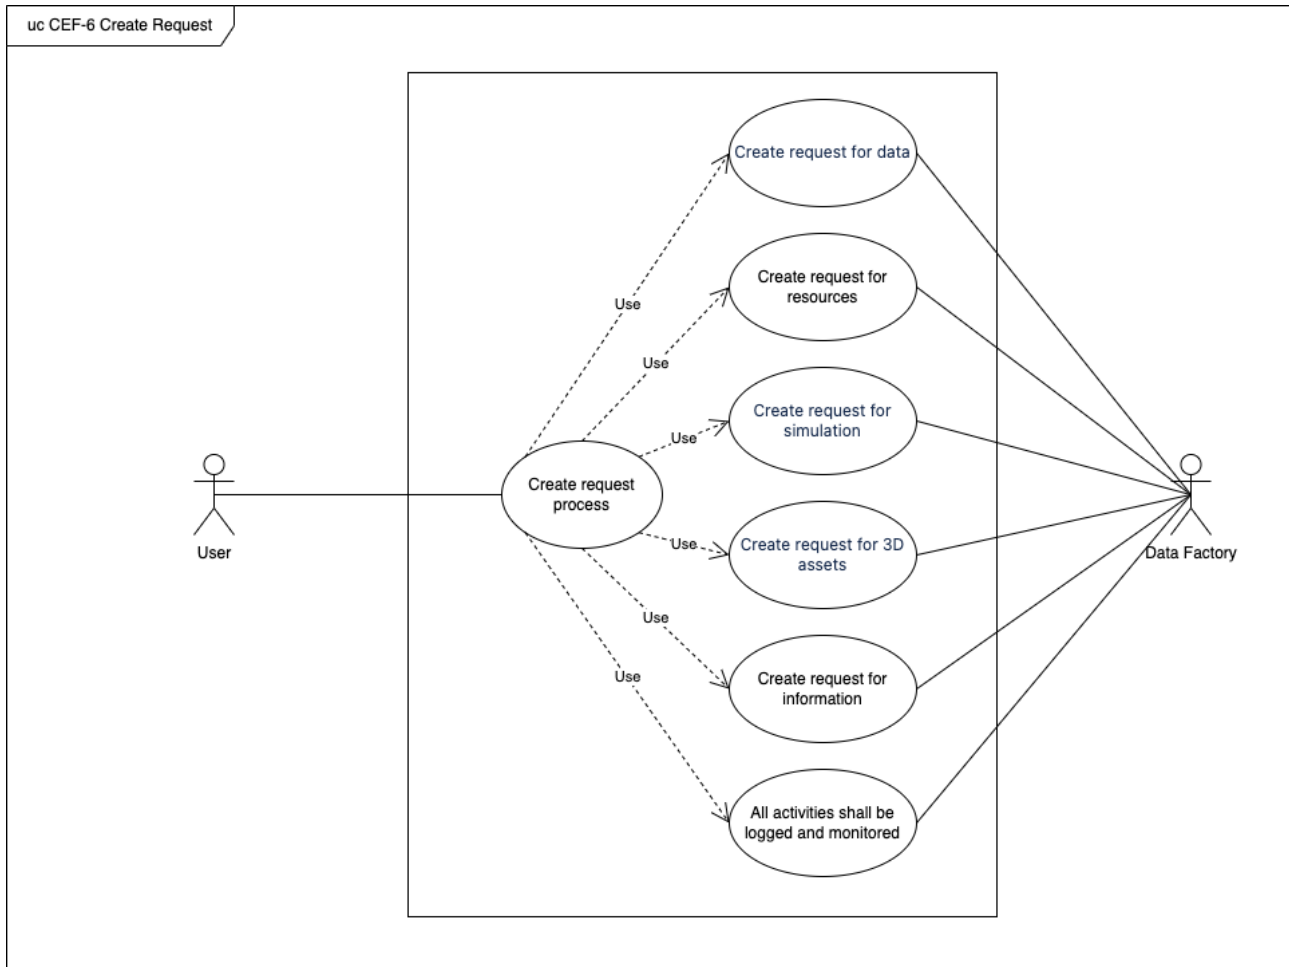 uc CEF-6 Create Request
Create request for data
Use
Create request for
resources
Use
Create request for
simulation
Use
Create request
process
User
Use
Create request for 3D
assets
Data Factory
Use
Create request for
information
Use
All activities shall be
logged and monitored